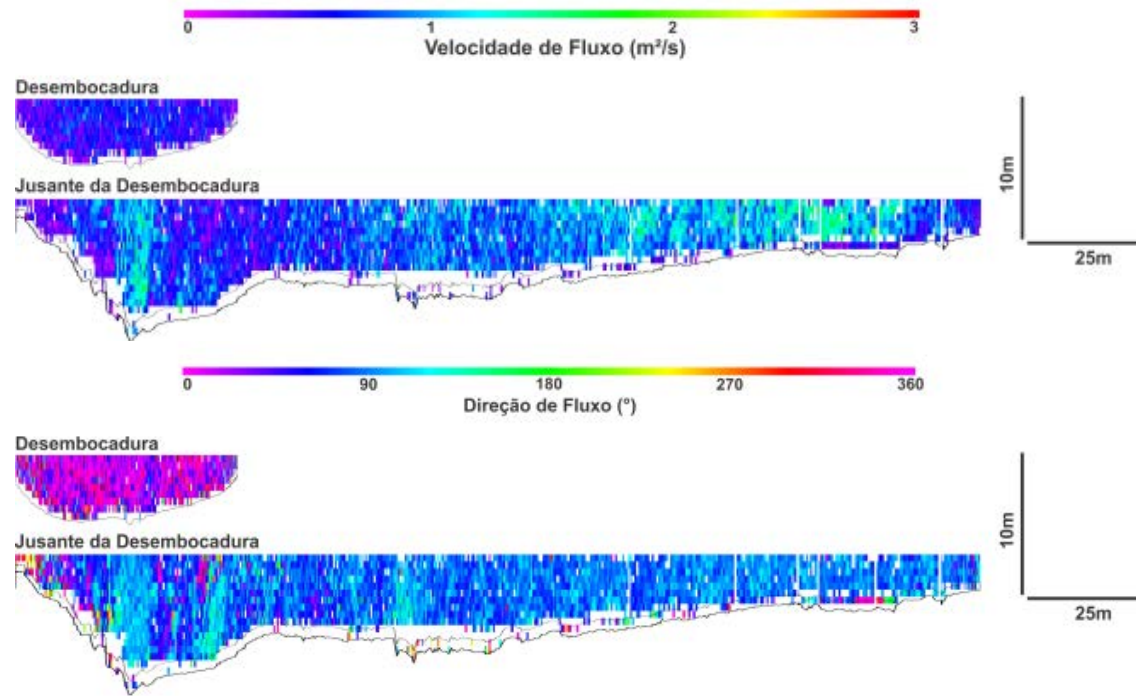 0 1 2 3
Velocidade de Fluxo (m²/s)
Desembocadura
Jusante da Desembocadura
10m
25m
0 90 180 270 360
Direção de Fluxo (°)
Desembocadura
Jusante da Desembocadura
10m
25m